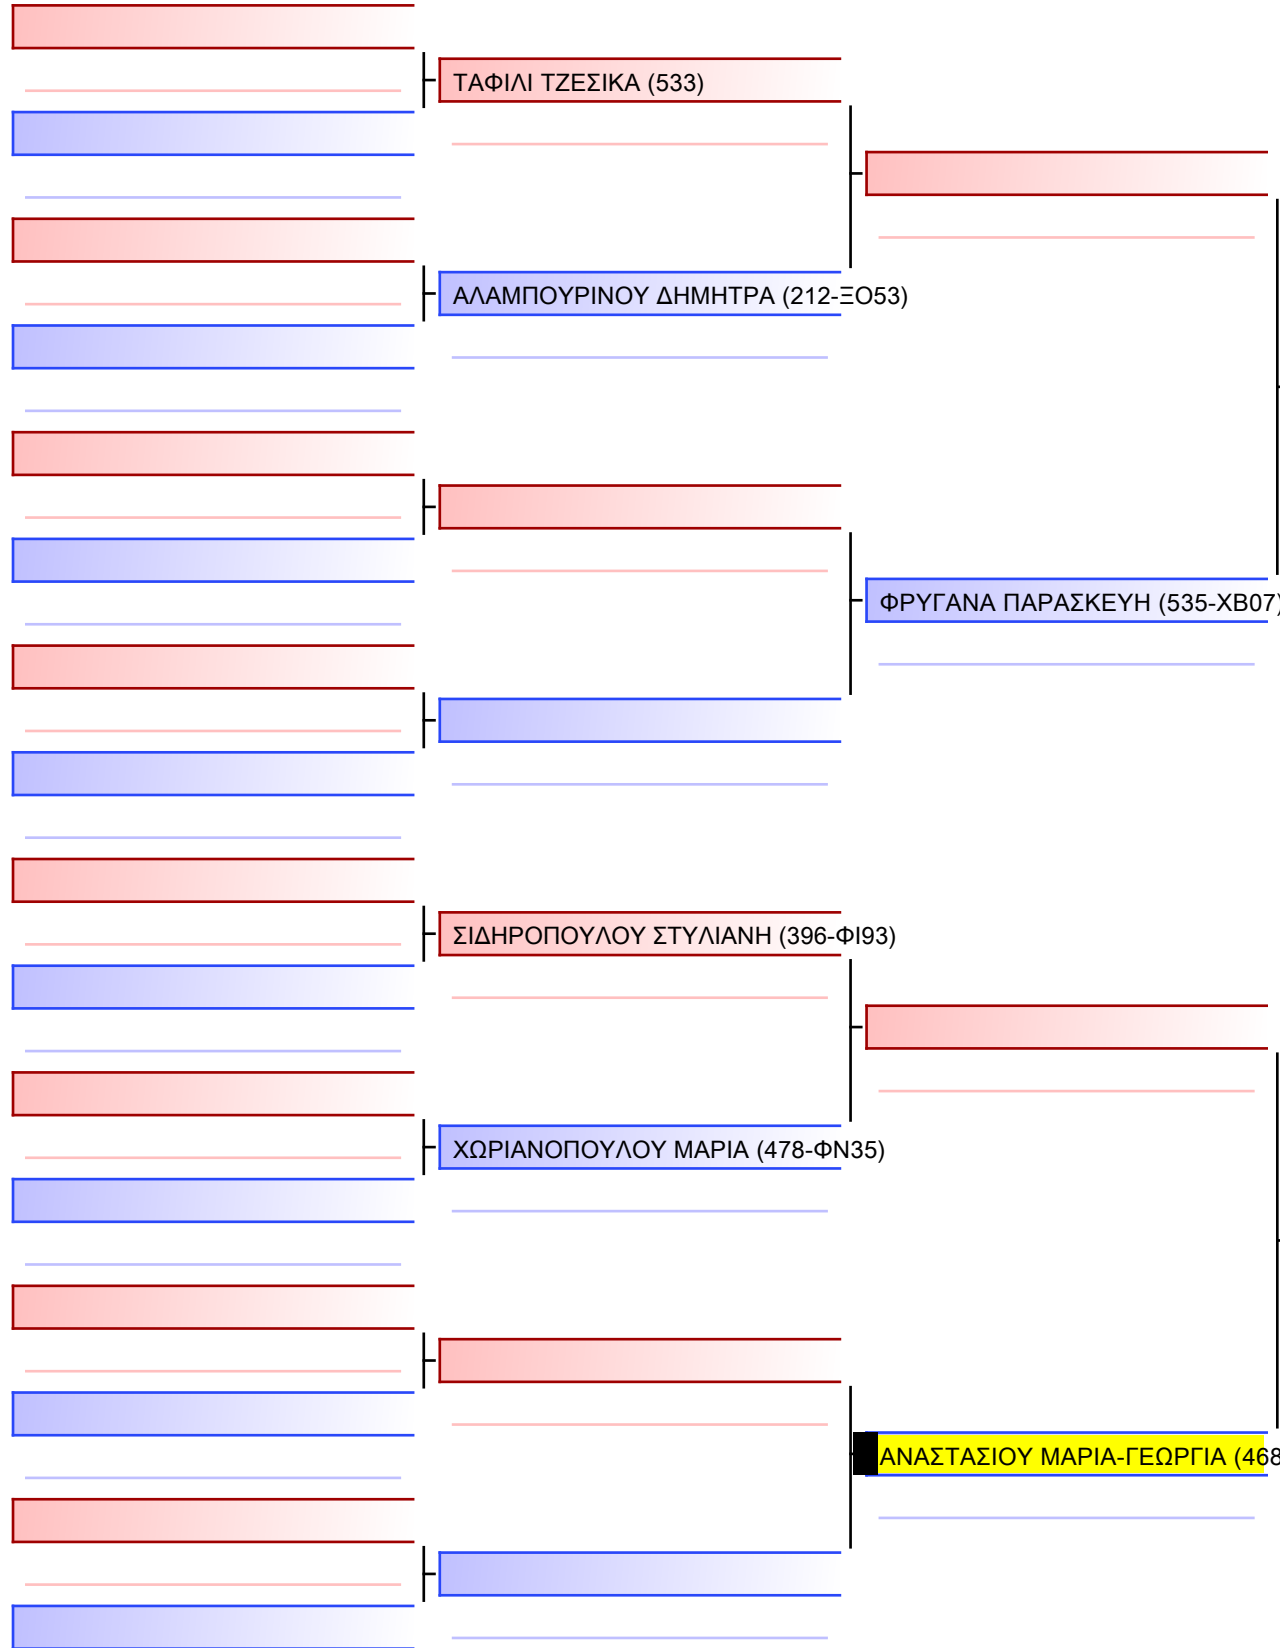 ΤΑΦΙΛΙ ΤΖΕΣΙΚΑ (533)
ΑΛΑΜΠΟΥΡΙΝΟΥ ΔΗΜΗΤΡΑ (212-ΞΟ53)
ΦΡΥΓΑΝΑ ΠΑΡΑΣΚΕΥΗ (535-ΧΒ07)
ΣΙΔΗΡΟΠΟΥΛΟΥ ΣΤΥΛΙΑΝΗ (396-ΦΙ93)
ΧΩΡΙΑΝΟΠΟΥΛΟΥ ΜΑΡΙΑ (478-ΦΝ35)
ΑΝΑΣΤΑΣΙΟΥ ΜΑΡΙΑ-ΓΕΩΡΓΙΑ (468